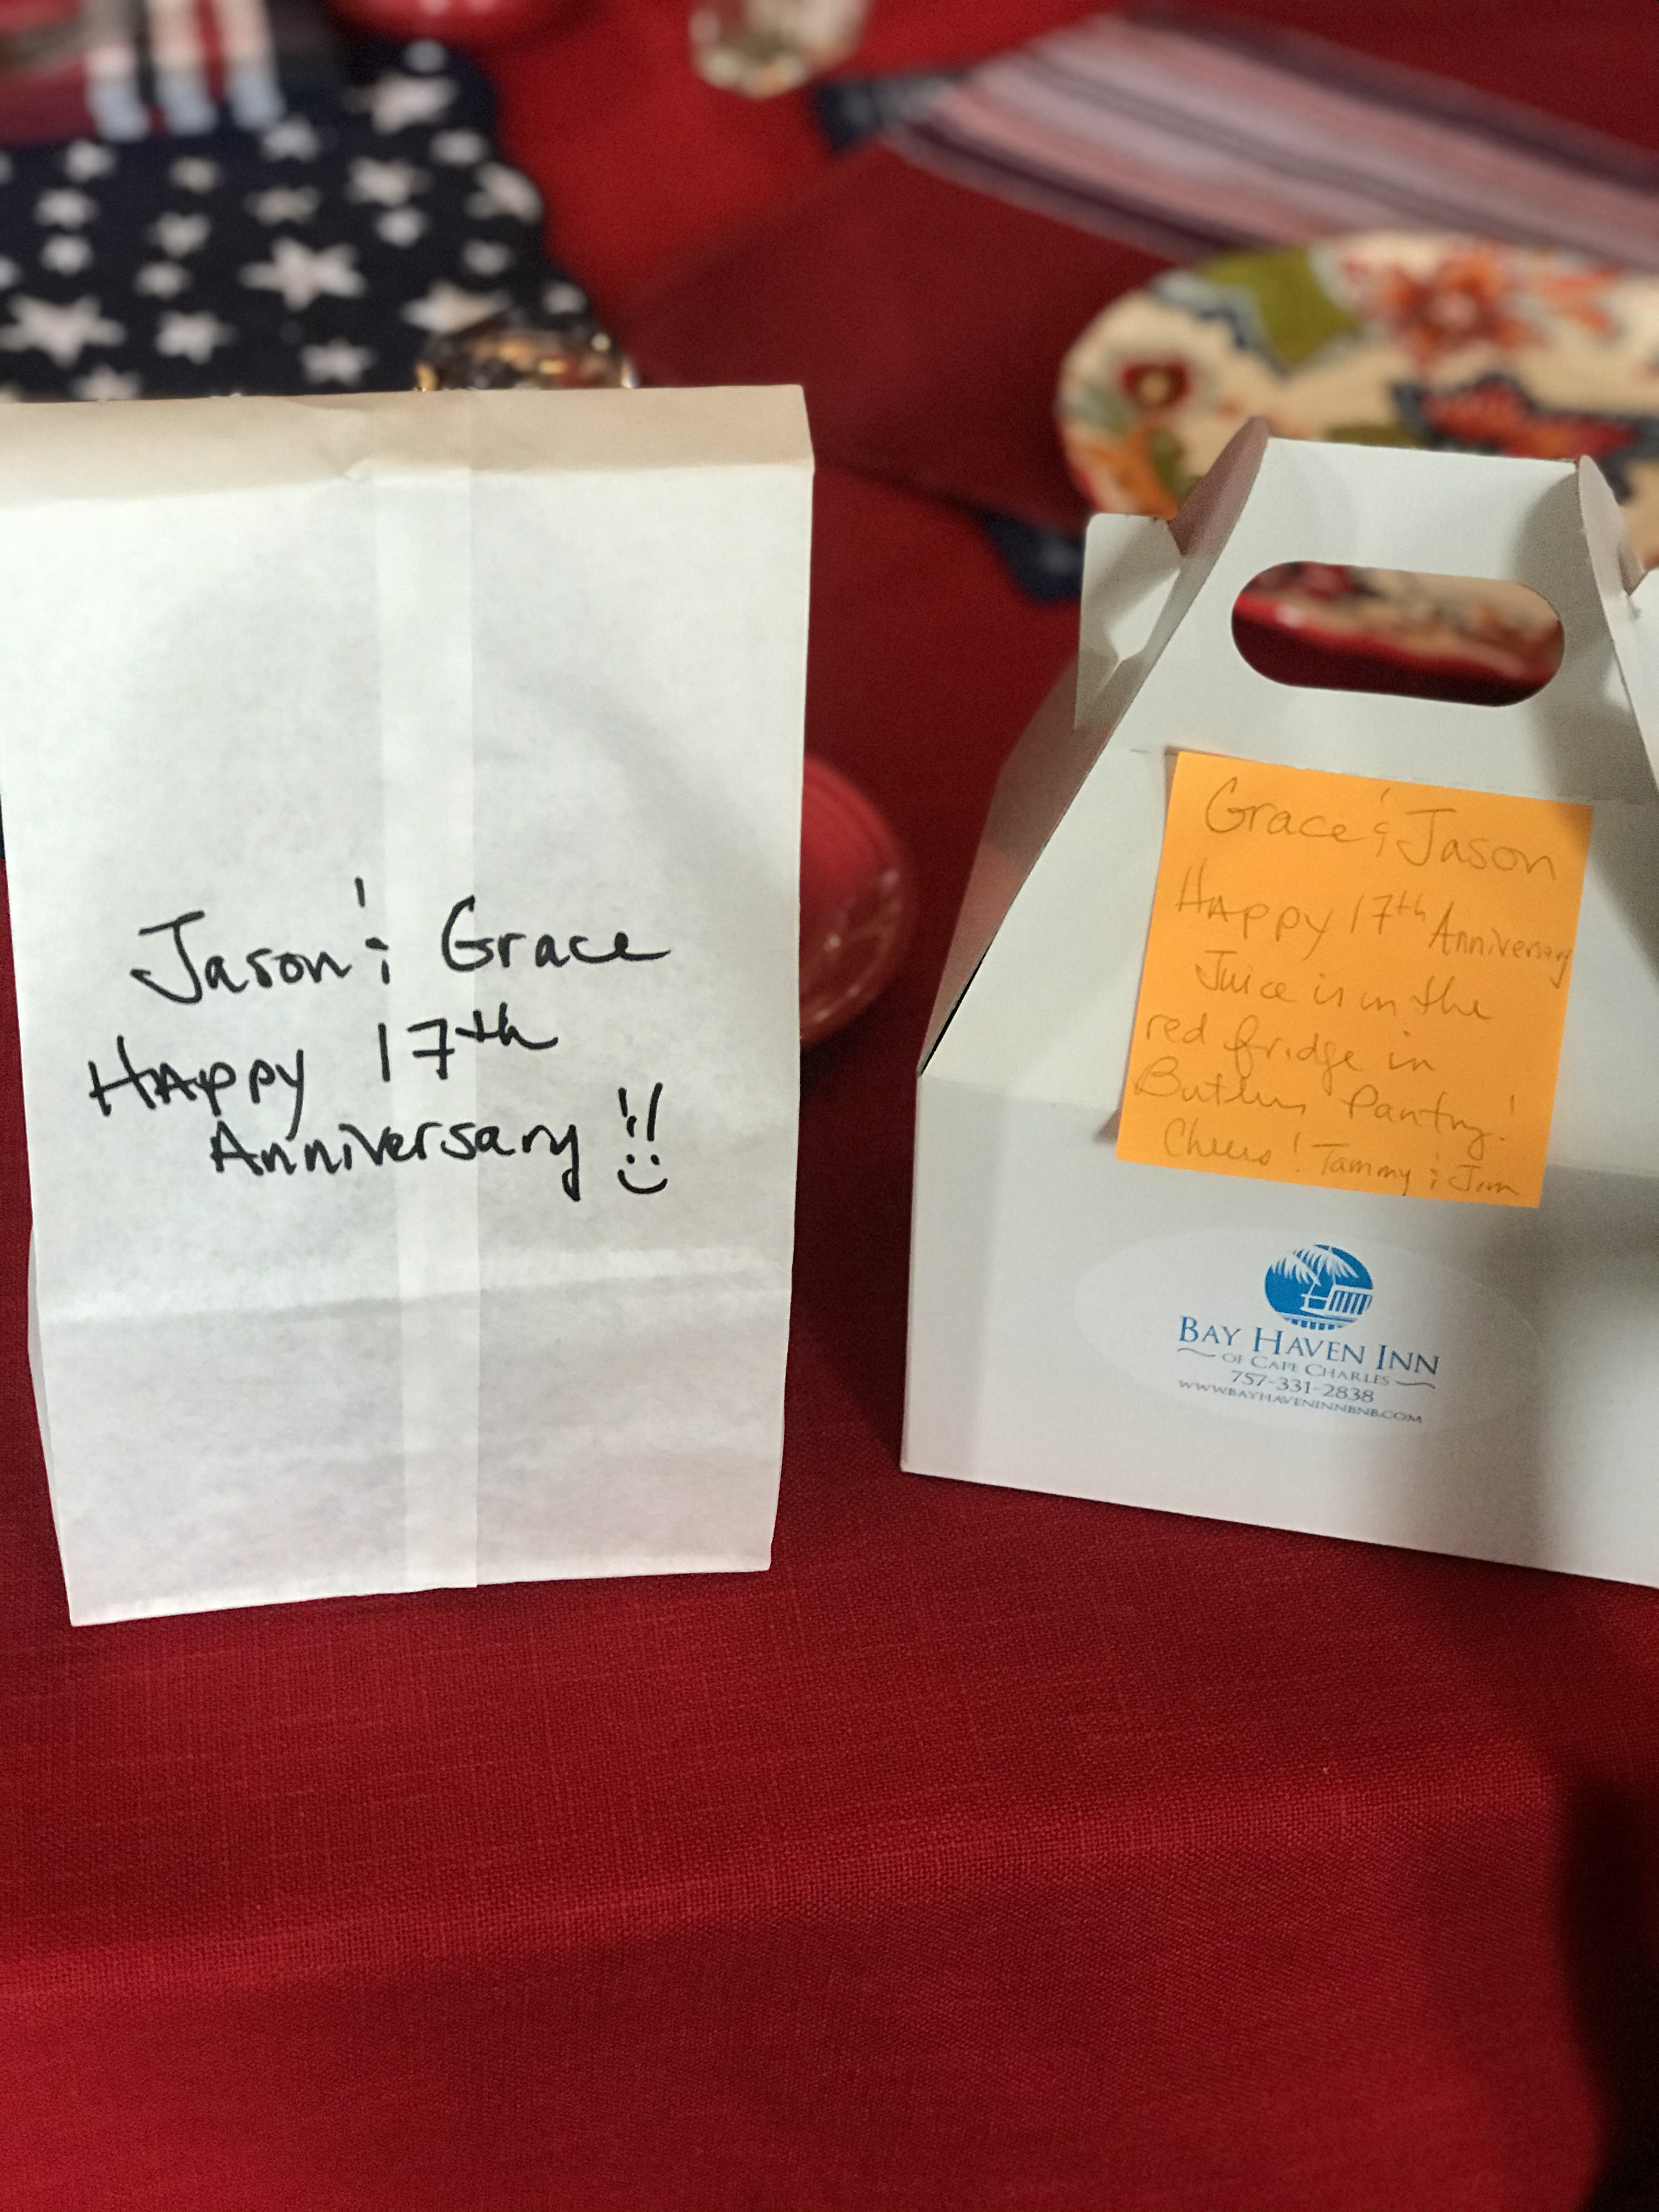 Jason & Grace
Happy 17th
Anniversary !!
Grace & Jason
Happy 17th Anniversary
Juice is in the
red fridge in
Butlers Pantry!
Cheers! Tammy & Jim
BAY HAVEN INN
OF CAPE CHARLES
757-331-2838
WWW.BAYHAVENINNBNB.COM